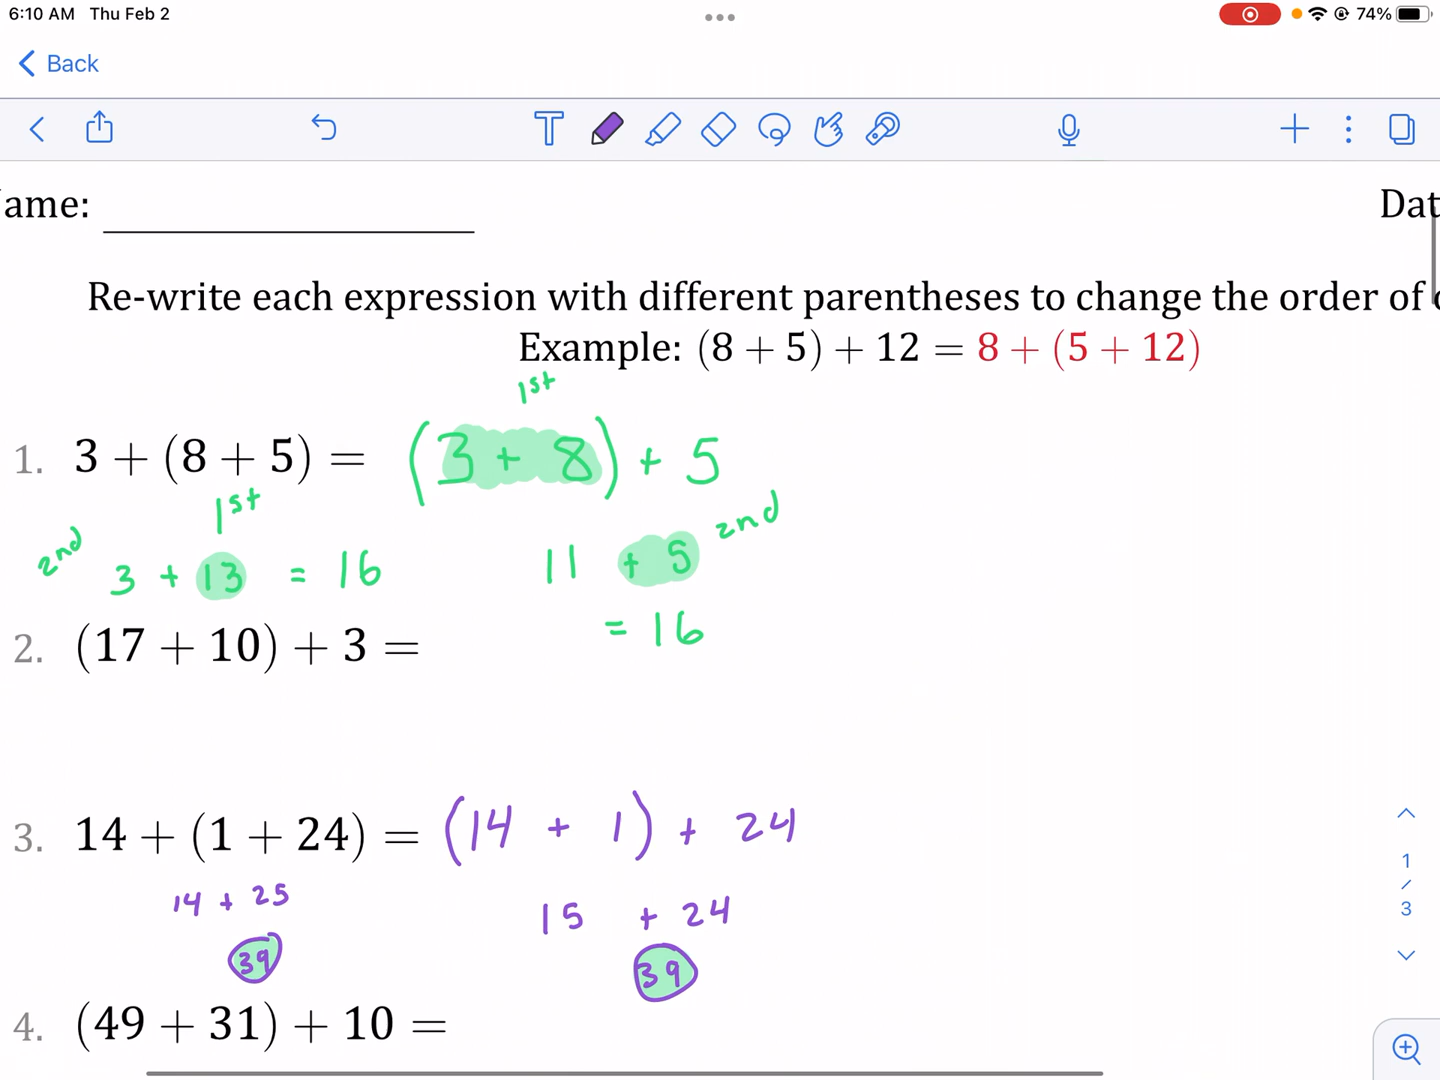 6:10 AM Thu Feb 2
74%
Back
ame:
Dat
Re-write each expression with different parentheses to change the order of
Example: (8 + 5) + 12 = 8 + (5 + 12)
1st
1. 3 + (8 + 5) = (3 + 8) + 5
1st
2nd
2nd
3 + 13 = 16
11 + 5
= 16
2. (17 + 10) + 3 =
3. 14 + (1 + 24) = (14 + 1) + 24
14 + 25
15 + 24
39
39
4. (49 + 31) + 10 =
1
/
3